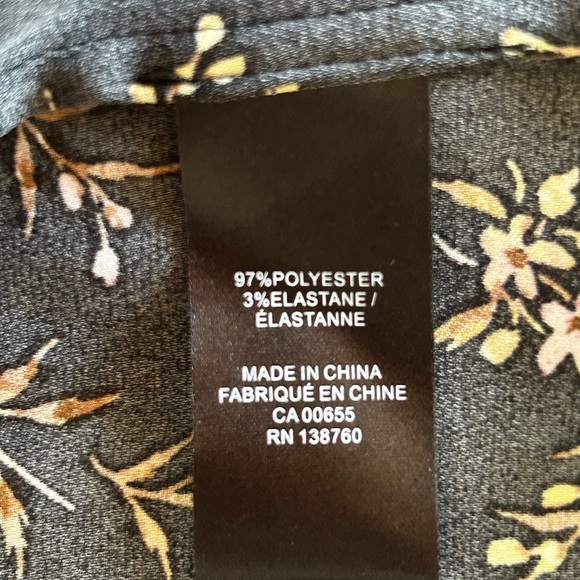 97%POLYESTER
3%ELASTANE /
ÉLASTANNE
MADE IN CHINA
FABRIQUÉ EN CHINE
CA 00655
RN 138760